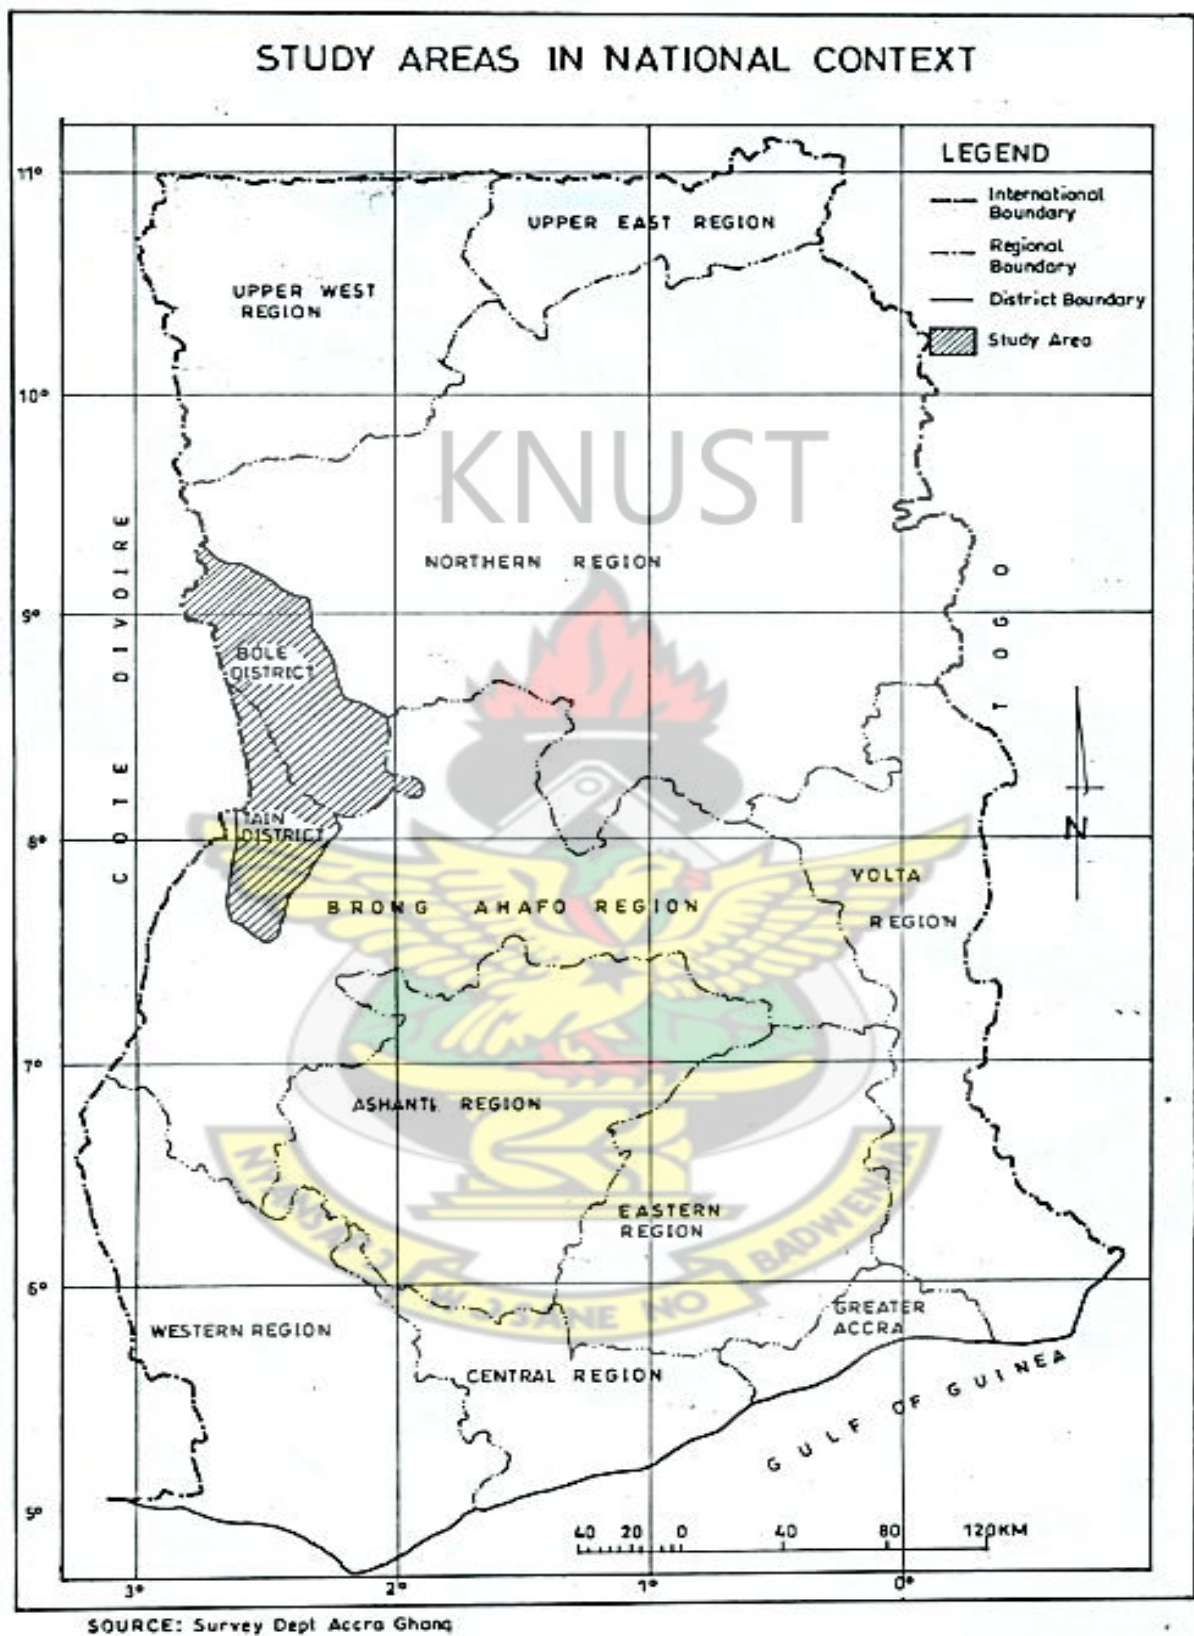 STUDY AREAS IN NATIONAL CONTEXT
LEGEND
International
Boundary
Regional
Boundary
District Boundary
Study Area
11°
10°
9°
8°
7°
6°
5°
3°
2°
1°
0°
UPPER EAST REGION
UPPER WEST
REGION
KNUST
NORTHERN REGION
COTE DIVOIRE
TOGO
BOLE
DISTRICT
TAIN
DISTRICT
N
BRONG AHAFO REGION
VOLTA
REGION
ASHANTI REGION
EASTERN
REGION
BADWENMA
GREATER
ACCRA
WESTERN REGION
CENTRAL REGION
GULF OF GUINEA
40 20 0 40 80 120KM
SOURCE: Survey Dept Accra Ghana